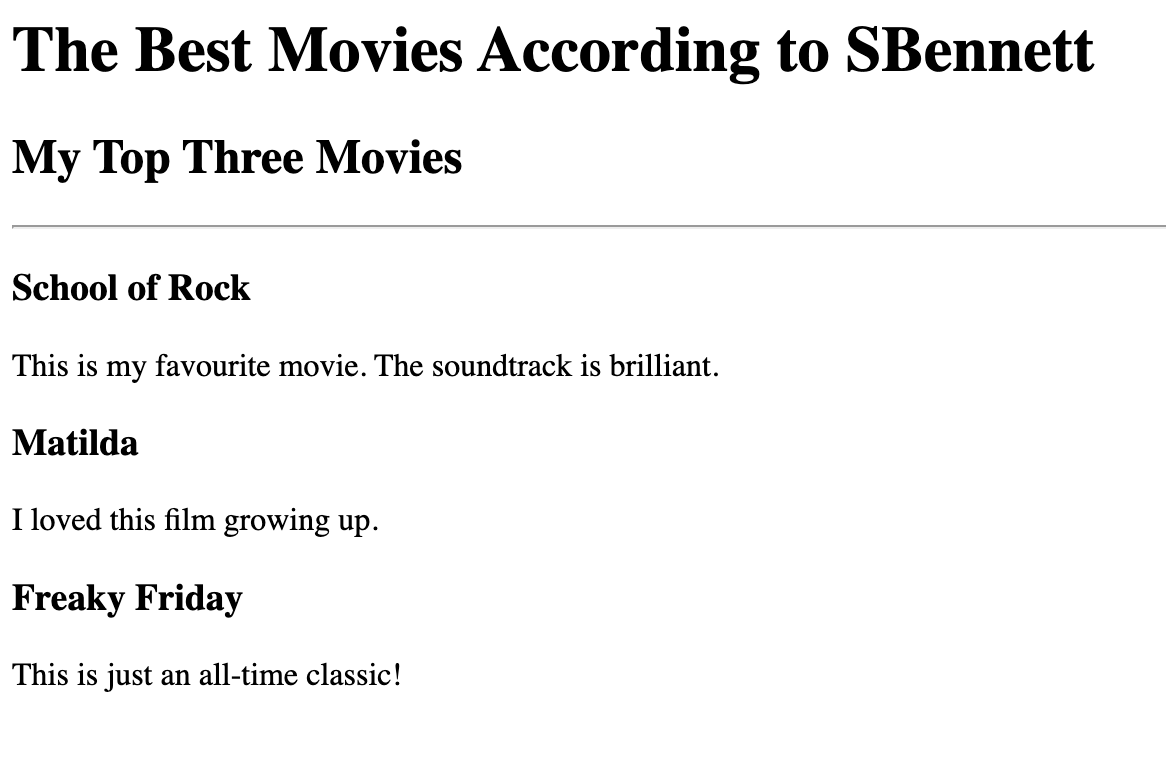 The Best Movies According to SBennett
My Top Three Movies
School of Rock
This is my favourite movie. The soundtrack is brilliant.
Matilda
I loved this film growing up.
Freaky Friday
This is just an all-time classic!